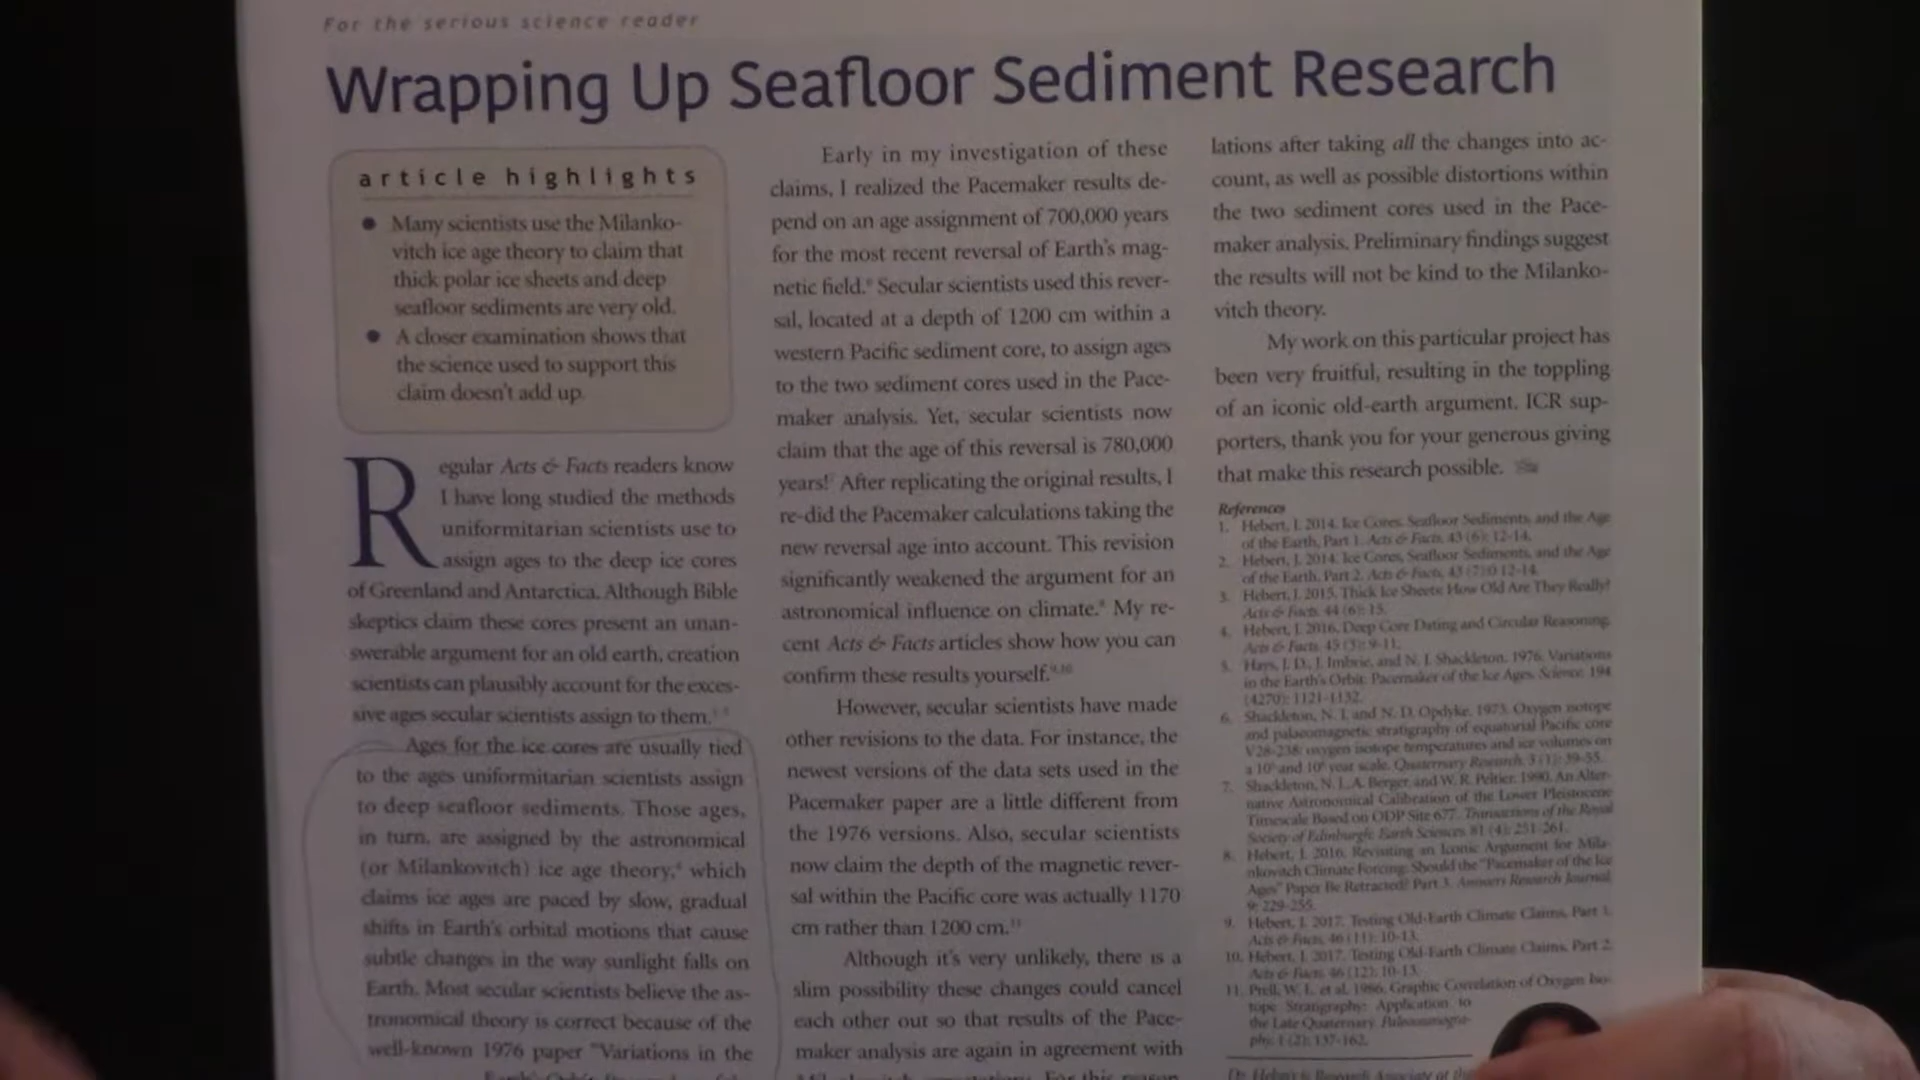 For the serious science reader
Wrapping Up Seafloor Sediment Research
article highlights
● Many scientists use the Milanko-
vitch ice age theory to claim that
thick polar ice sheets and deep
seafloor sediments are very old.
● A closer examination shows that
the science used to support this
claim doesn't add up.
Regular Acts & Facts readers know
I have long studied the methods
uniformitarian scientists use to
assign ages to the deep ice cores
of Greenland and Antarctica. Although Bible
skeptics claim these cores present an unan-
swerable argument for an old earth, creation
scientists can plausibly account for the exces-
sive ages secular scientists assign to them.
Ages for the ice cores are usually tied
to the ages uniformitarian scientists assign
to deep seafloor sediments. Those ages,
in turn, are assigned by the astronomical
(or Milankovitch) ice age theory,⁴ which
claims ice ages are paced by slow, gradual
shifts in Earth's orbital motions that cause
subtle changes in the way sunlight falls on
Earth. Most secular scientists believe the as-
tronomical theory is correct because of the
well-known 1976 paper "Variations in the
Early in my investigation of these
claims, I realized the Pacemaker results de-
pend on an age assignment of 700,000 years
for the most recent reversal of Earth's mag-
netic field.⁶ Secular scientists used this rever-
sal, located at a depth of 1200 cm within a
western Pacific sediment core, to assign ages
to the two sediment cores used in the Pace-
maker analysis. Yet, secular scientists now
claim that the age of this reversal is 780,000
years!⁷ After replicating the original results, I
re-did the Pacemaker calculations taking the
new reversal age into account. This revision
significantly weakened the argument for an
astronomical influence on climate.⁸ My re-
cent Acts & Facts articles show how you can
confirm these results yourself.⁹,¹⁰
However, secular scientists have made
other revisions to the data. For instance, the
newest versions of the data sets used in the
Pacemaker paper are a little different from
the 1976 versions. Also, secular scientists
now claim the depth of the magnetic rever-
sal within the Pacific core was actually 1170
cm rather than 1200 cm.¹¹
Although it's very unlikely, there is a
slim possibility these changes could cancel
each other out so that results of the Pace-
maker analysis are again in agreement with
lations after taking all the changes into ac-
count, as well as possible distortions within
the two sediment cores used in the Pace-
maker analysis. Preliminary findings suggest
the results will not be kind to the Milanko-
vitch theory.
My work on this particular project has
been very fruitful, resulting in the toppling
of an iconic old-earth argument. ICR sup-
porters, thank you for your generous giving
that make this research possible.
References
1. Hebert, J. 2014. Ice Cores, Seafloor Sediments, and the Age
of the Earth, Part 1. Acts & Facts. 43 (6): 12-14.
2. Hebert, J. 2014. Ice Cores, Seafloor Sediments, and the Age
of the Earth, Part 2. Acts & Facts. 43 (7): 12-14.
3. Hebert, J. 2015. Thick Ice Sheets: How Old Are They Really?
Acts & Facts. 44 (6): 15.
4. Hebert, J. 2016. Deep Core Dating and Circular Reasoning.
Acts & Facts. 45 (3): 9-11.
5. Hays, J. D., J. Imbrie, and N. J. Shackleton. 1976. Variations
in the Earth's Orbit: Pacemaker of the Ice Ages. Science. 194
(4270): 1121-1132.
6. Shackleton, N. J. and N. D. Opdyke. 1973. Oxygen isotope
and palaeomagnetic stratigraphy of equatorial Pacific core
V28-238: oxygen isotope temperatures and ice volumes on
a 10⁵ and 10⁶ year scale. Quaternary Research. 3 (1): 39-55.
7. Shackleton, N. J., A. Berger, and W. R. Peltier. 1990. An Alter-
native Astronomical Calibration of the Lower Pleistocene
Timescale Based on ODP Site 677. Transactions of the Royal
Society of Edinburgh: Earth Sciences. 81 (4): 251-261.
8. Hebert, J. 2016. Revisiting an Iconic Argument for Mila-
nkovitch Climate Forcing: Should the "Pacemaker of the Ice
Ages" Paper Be Retracted? Part 3. Answers Research Journal.
9: 229-255.
9. Hebert, J. 2017. Testing Old-Earth Climate Claims, Part 1.
Acts & Facts. 46 (11): 10-13.
10. Hebert, J. 2017. Testing Old-Earth Climate Claims, Part 2.
Acts & Facts. 46 (12): 10-13.
11. Prell, W. L. et al. 1986. Graphic Correlation of Oxygen Iso-
tope Stratigraphy: Application to
the Late Quaternary. Paleoceanogra-
phy. 1 (2): 137-162.
Research Associate at the